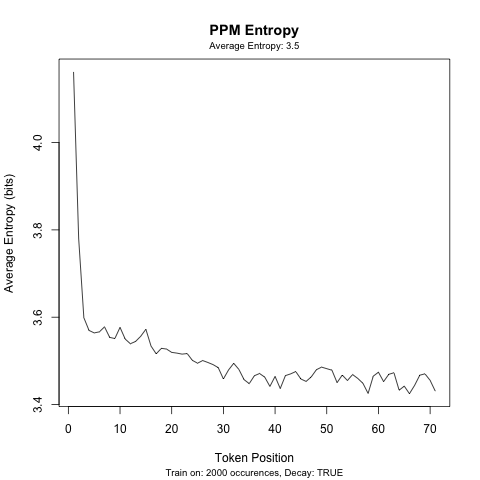 PPM Entropy
Average Entropy: 3.5
Average Entropy (bits)
4.0
3.8
3.6
3.4
0 10 20 30 40 50 60 70
Token Position
Train on: 2000 occurences, Decay: TRUE